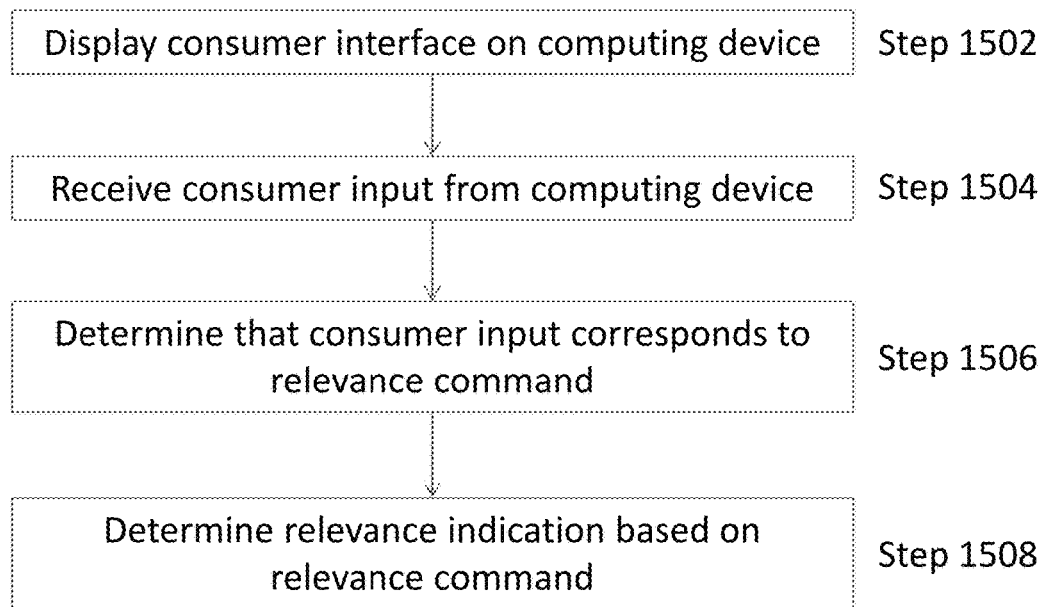 Display consumer interface on computing device Step 1502
Receive consumer input from computing device Step 1504
Determine that consumer input corresponds to
relevance command
Step 1506
Determine relevance indication based on
relevance command
Step 1508